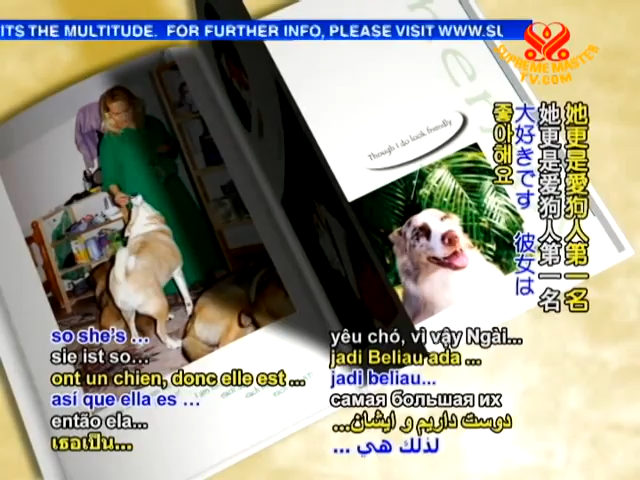 ITS THE MULTITUDE. FOR FURTHER INFO, PLEASE VISIT WWW.SU
SUPREME MASTER
TV.COM
Though I do look friendly
她更是愛狗人第一名
她更是爱狗人第一名
大好きです 彼女は
좋아해요
so she's ...
sie ist so...
ont un chien, donc elle est ...
así que ella es ...
então ela...
เธอเป็น...
yêu chó, vì vậy Ngài...
jadi Beliau ada ...
jadi beliau...
самая большая их
دوست داریم و ایشان...
لذلك هي ...